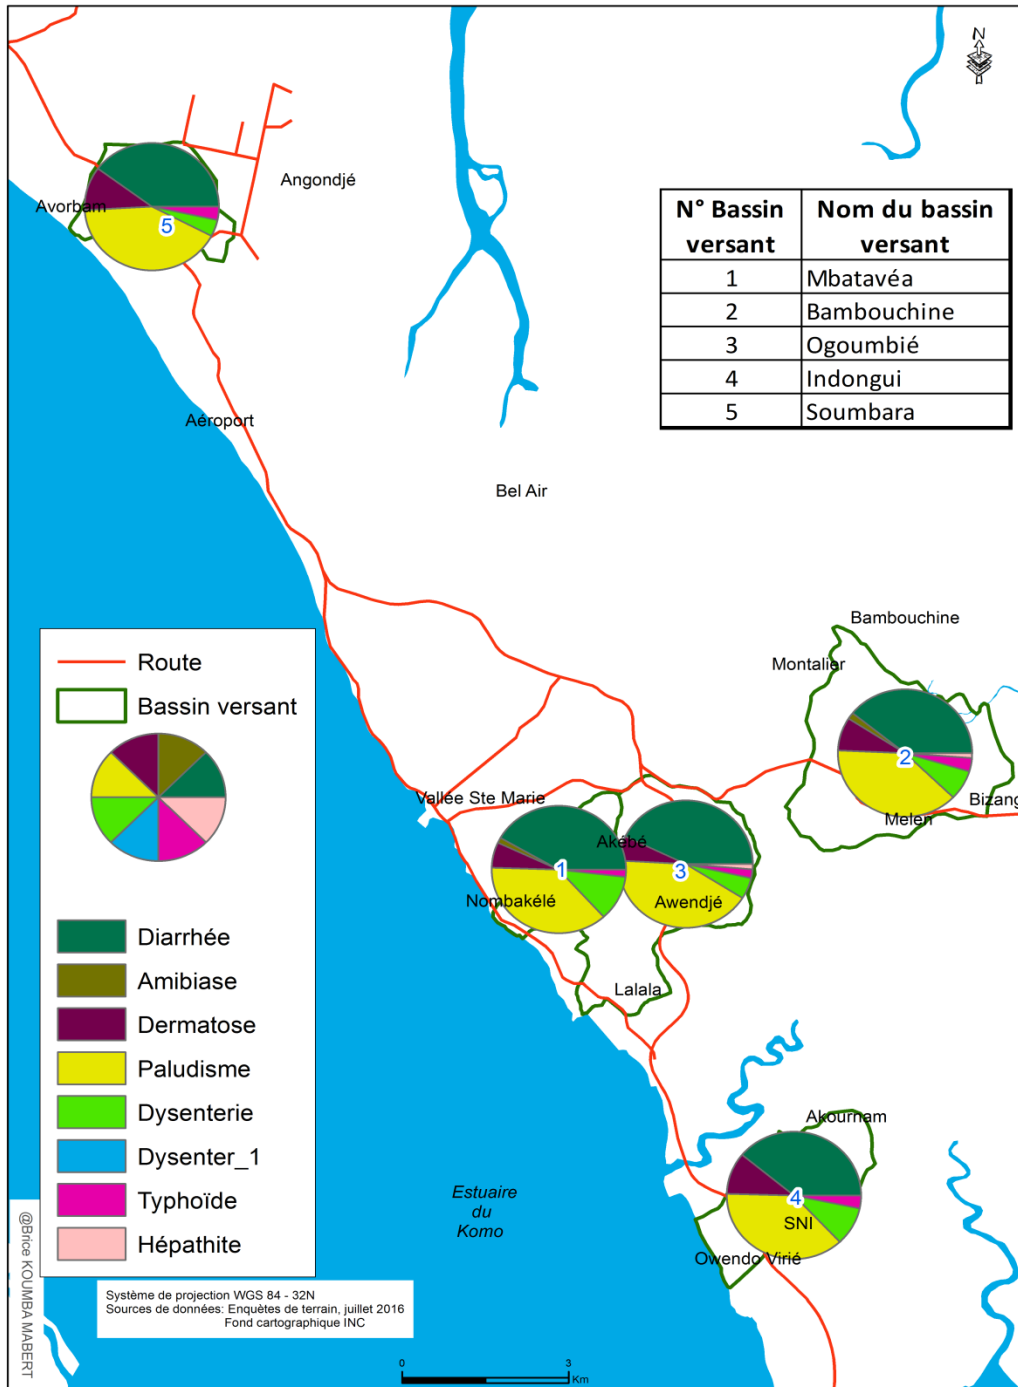 N
Angondjé
Avorbam
5
N° Bassin versant
Nom du bassin versant
1 Mbatavéa
2 Bambouchine
3 Ogoumbié
4 Indongui
5 Soumbara
Aéroport
Bel Air
Bambouchine
Montalier
2
Bizang
Melen
Vallée Ste Marie
Akébé
1
3
Nombakélé
Awendjé
Lalala
Akournam
4
SNI
Owendo Virié
Estuaire
du
Komo
Route
Bassin versant
Diarrhée
Amibiase
Dermatose
Paludisme
Dysenterie
Dysenter_1
Typhoïde
Hépathite
@Brice KOUMBA MABERT
Système de projection WGS 84 - 32N
Sources de données: Enquètes de terrain, juillet 2016
Fond cartographique INC
0 3
Km